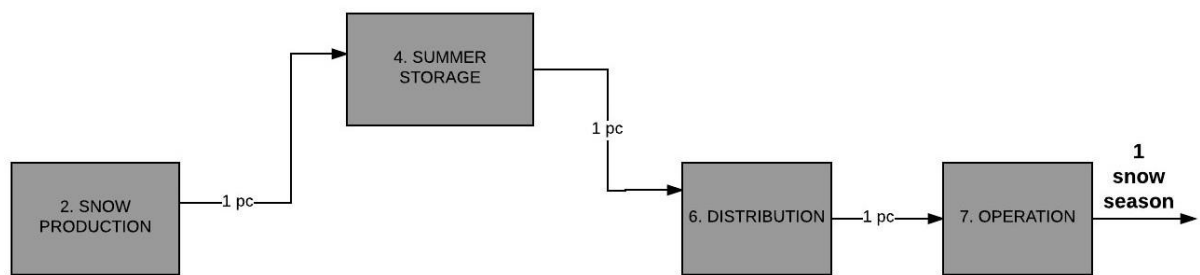 4. SUMMER
STORAGE
1 pc
1
snow
season
2. SNOW
PRODUCTION
1 pc
6. DISTRIBUTION
1 pc
7. OPERATION